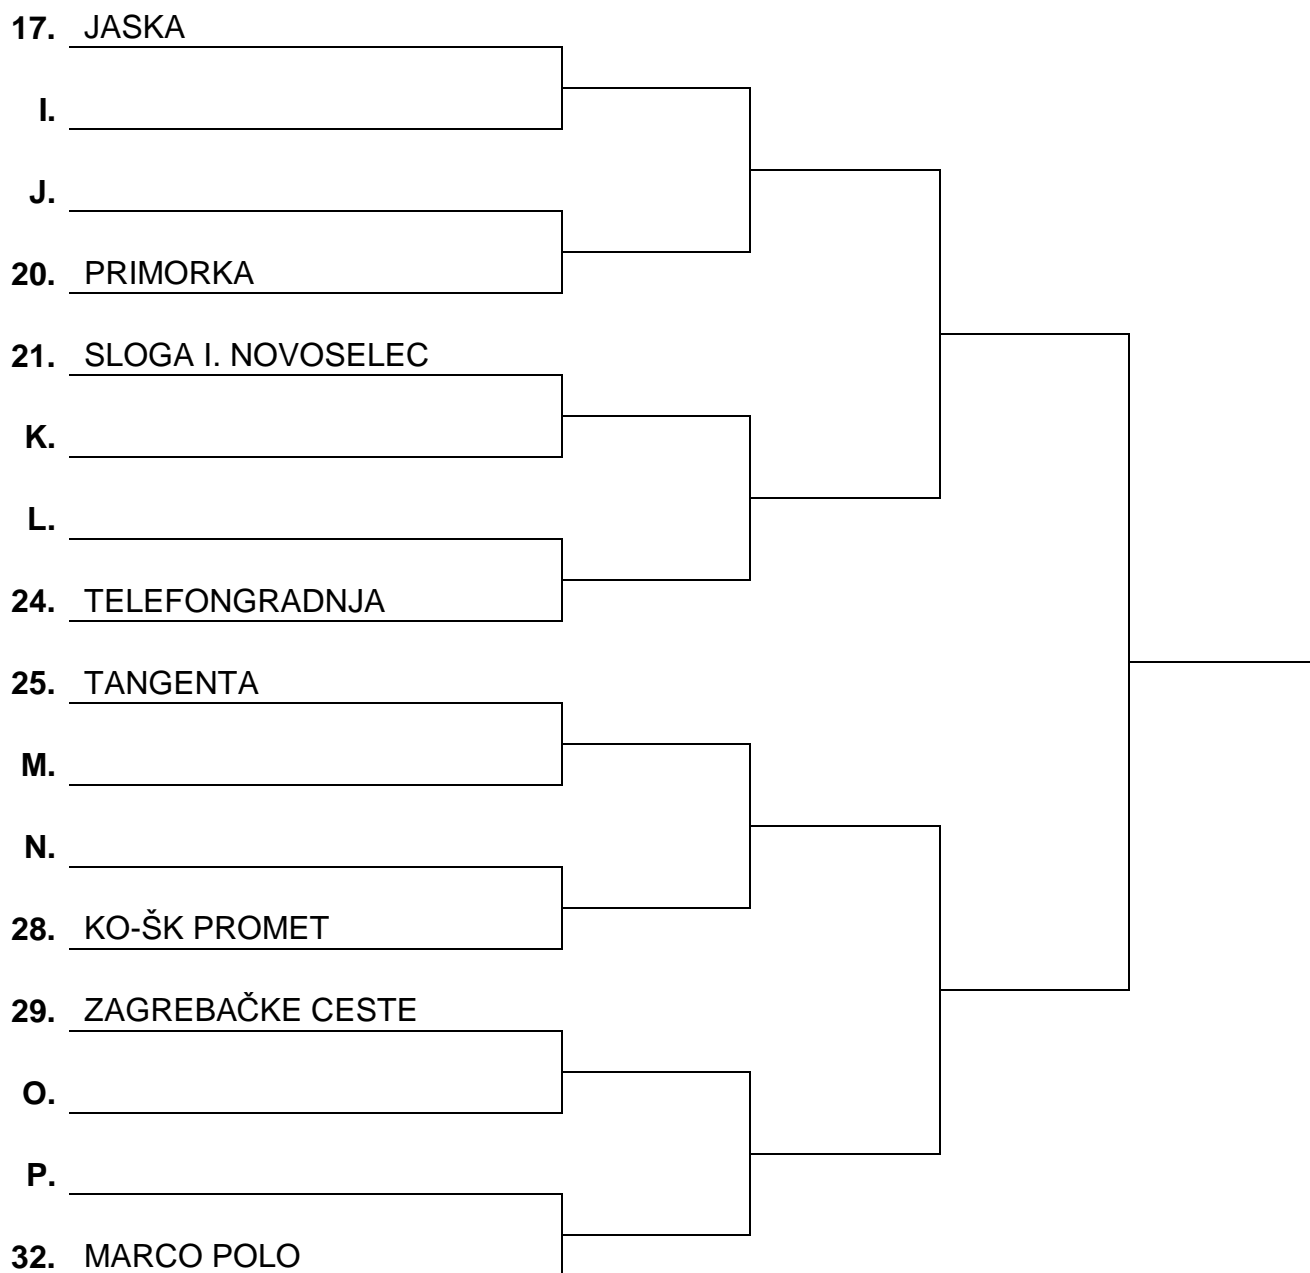 17. JASKA
I.
J.
20. PRIMORKA
21. SLOGA I. NOVOSELEC
K.
L.
24. TELEFONGRADNJA
25. TANGENTA
M.
N.
28. KO-ŠK PROMET
29. ZAGREBAČKE CESTE
O.
P.
32. MARCO POLO